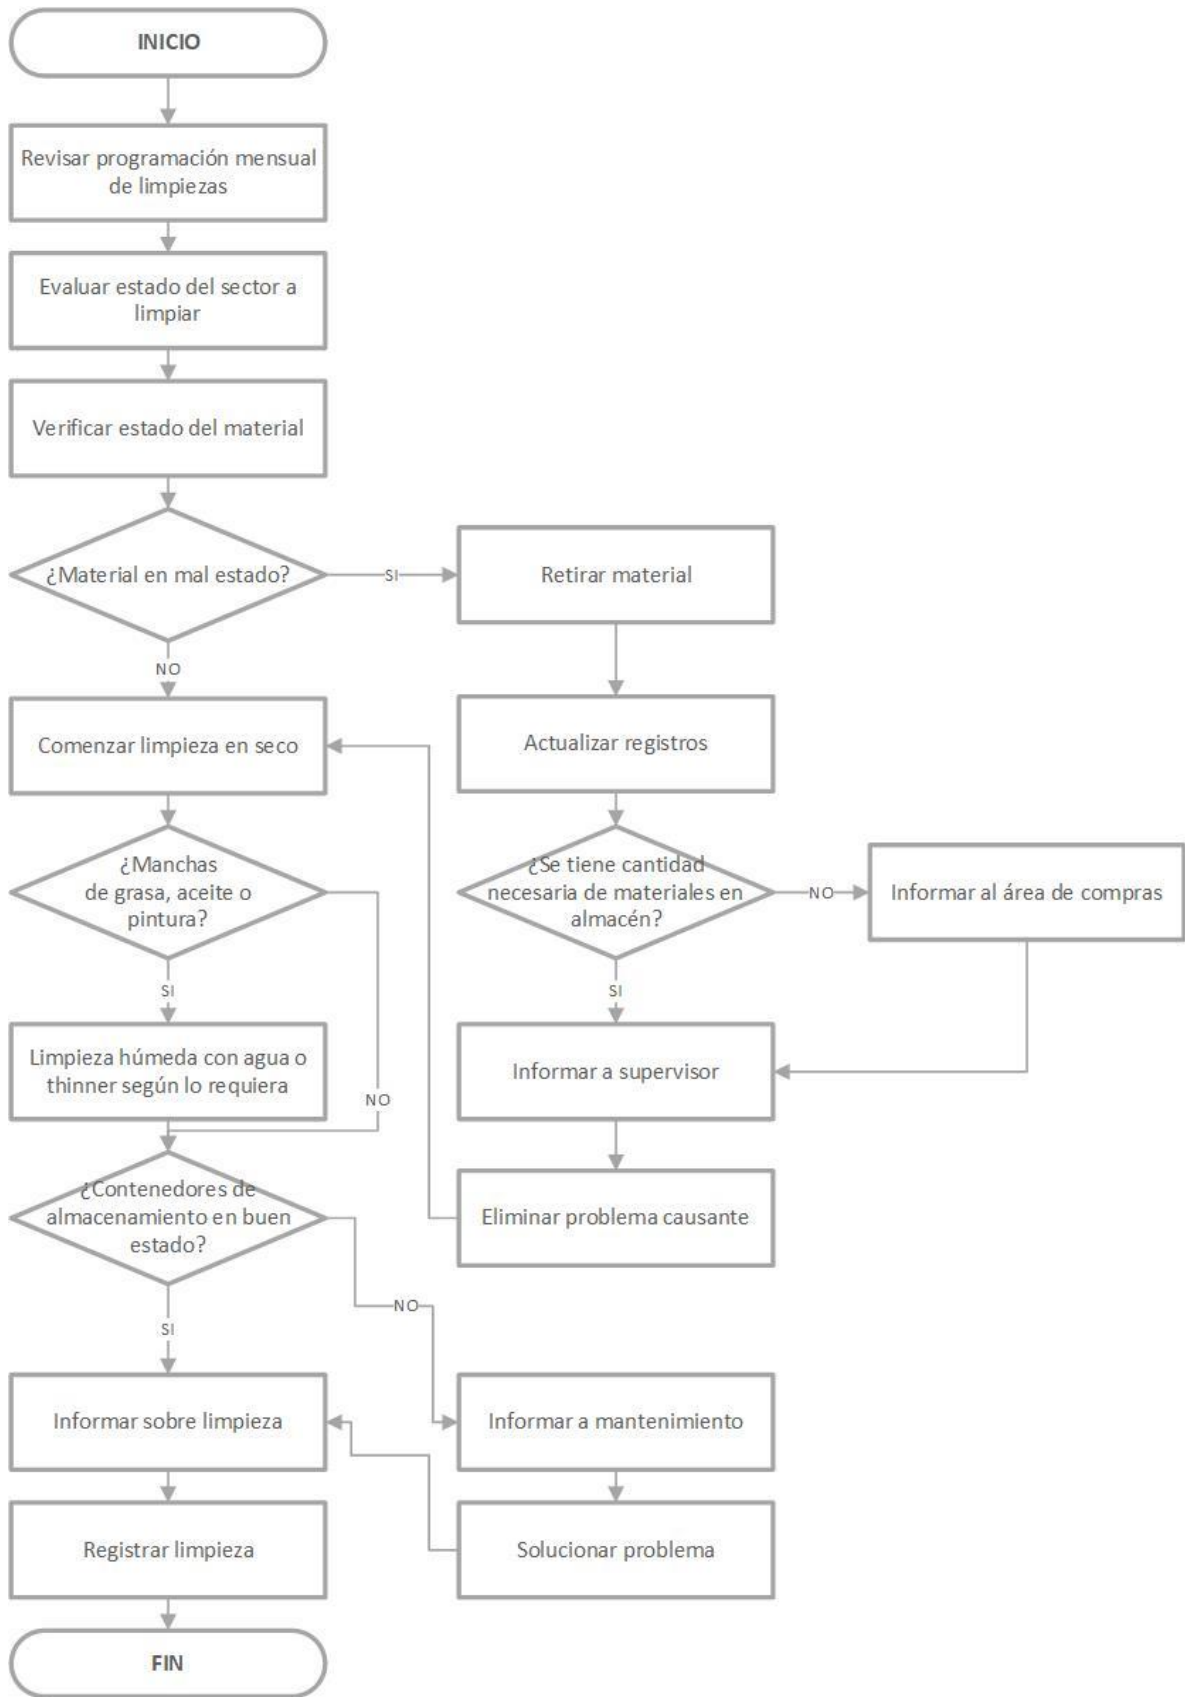 INICIO
Revisar programación mensual
de limpiezas
Evaluar estado del sector a
limpiar
Verificar estado del material
¿Material en mal estado?
SI
Retirar material
NO
Comenzar limpieza en seco
Actualizar registros
¿Manchas
de grasa, aceite o
pintura?
¿Se tiene cantidad
necesaria de materiales en
almacén?
NO
Informar al área de compras
SI
SI
Limpieza húmeda con agua o
thinner según lo requiera
NO
Informar a supervisor
¿Contenedores de
almacenamiento en buen
estado?
Eliminar problema causante
NO
SI
Informar sobre limpieza
Informar a mantenimiento
Registrar limpieza
Solucionar problema
FIN